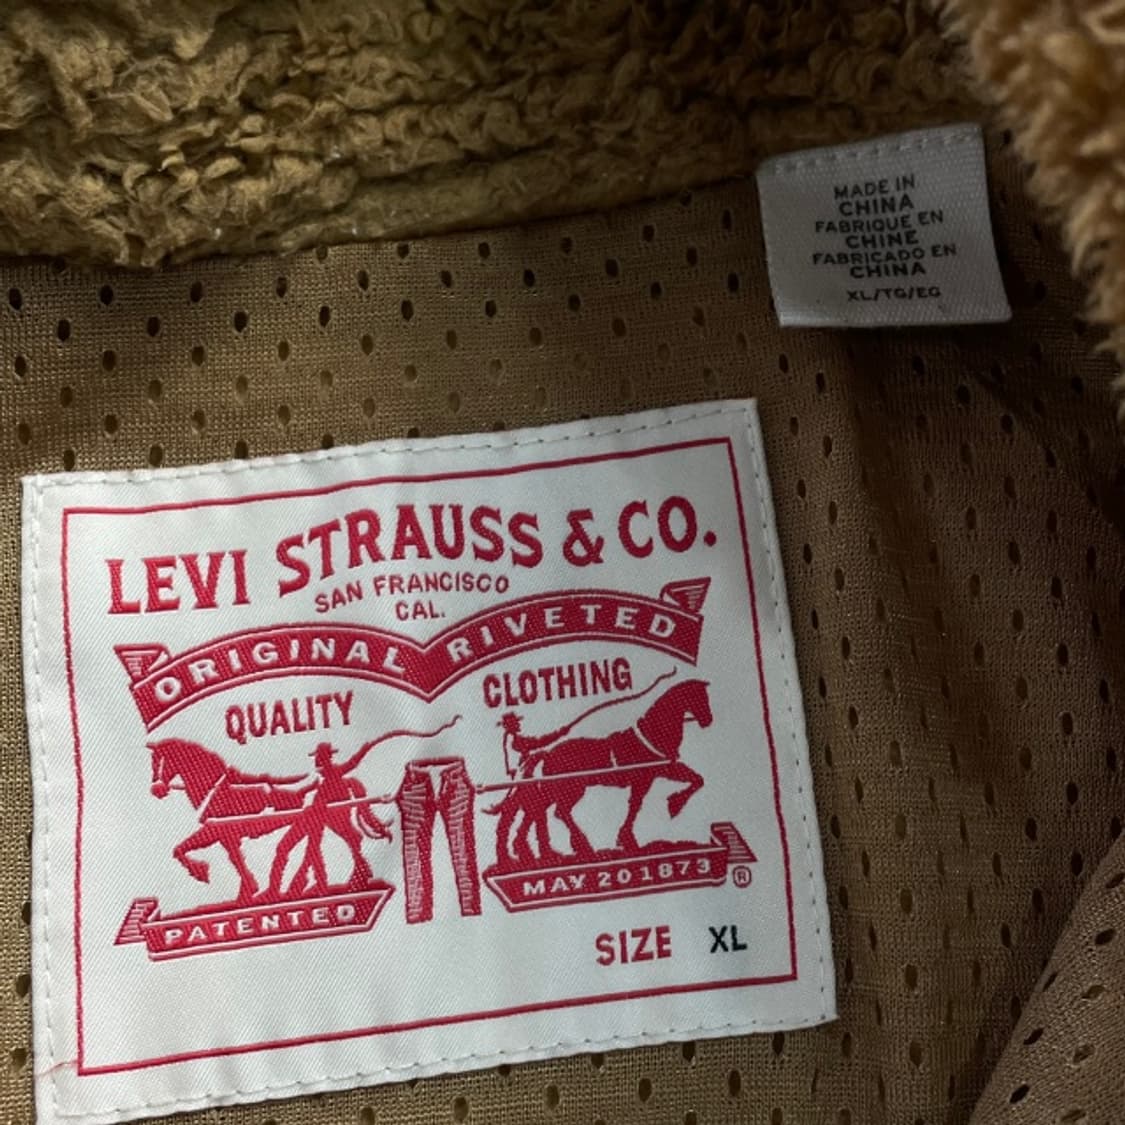 MADE IN
CHINA
FABRIQUE EN
CHINE
FABRICADO EN
CHINA
XL/TG/EG
LEVI STRAUSS & CO.
SAN FRANCISCO
CAL.
ORIGINAL RIVETED
QUALITY CLOTHING
PATENTED MAY 20 1873 ®
SIZE XL